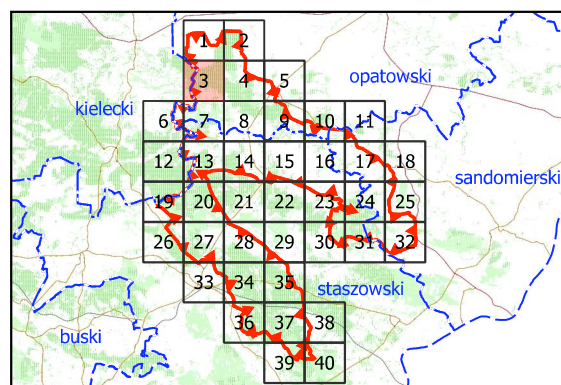 1 2
3 4 5
opatowski
kielecki
6 7 8 9 10 11
12 13 14 15 16 17 18
sandomierski
19 20 21 22 23 24 25
26 27 28 29 30 31 32
33 34 35
staszowski
36 37 38
buski
39 40